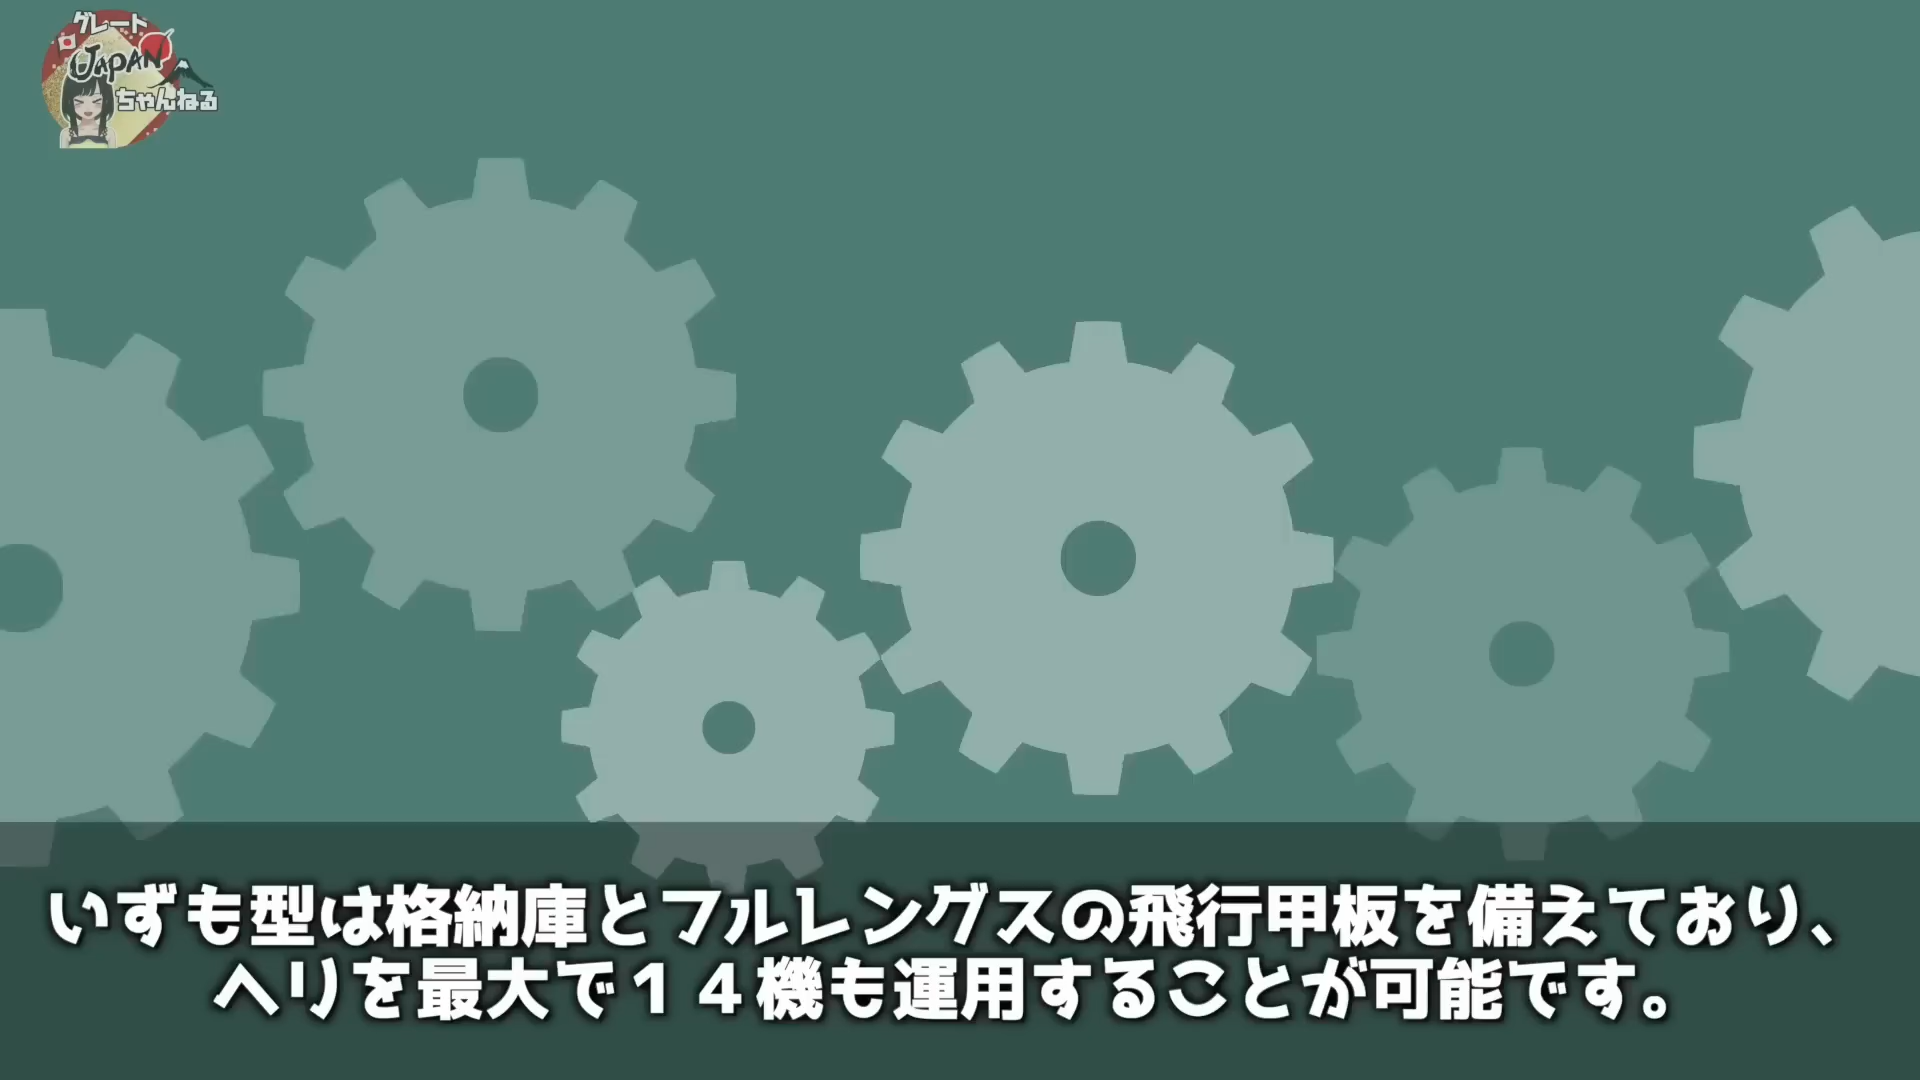 グレート
JAPAN
ちゃんねる
いずも型は格納庫とフルレングスの飛行甲板を備えており、
ヘリを最大で１４機も運用することが可能です。